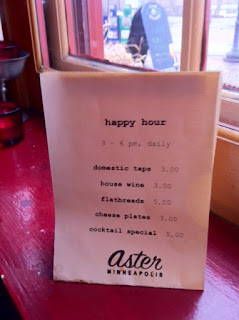 happy hour
3 - 6 pm, daily
domestic taps 3.00
house wine 3.00
flatbreads 5.00
cheese plates 3.00
cocktail special 5.00
aster
MINNEAPOLIS